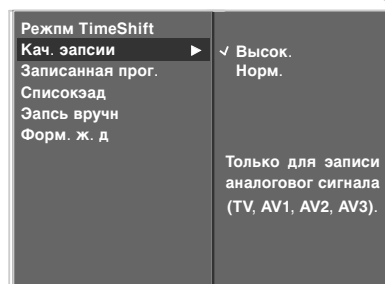 Режпм TimeShift
Кач. эапсии
Записанная прог.
Списокэад
Эапсь вручн
Форм. ж. д
Высок.
Норм.
Только для эаписи
аналоговог сигнала
(TV, AV1, AV2, AV3).